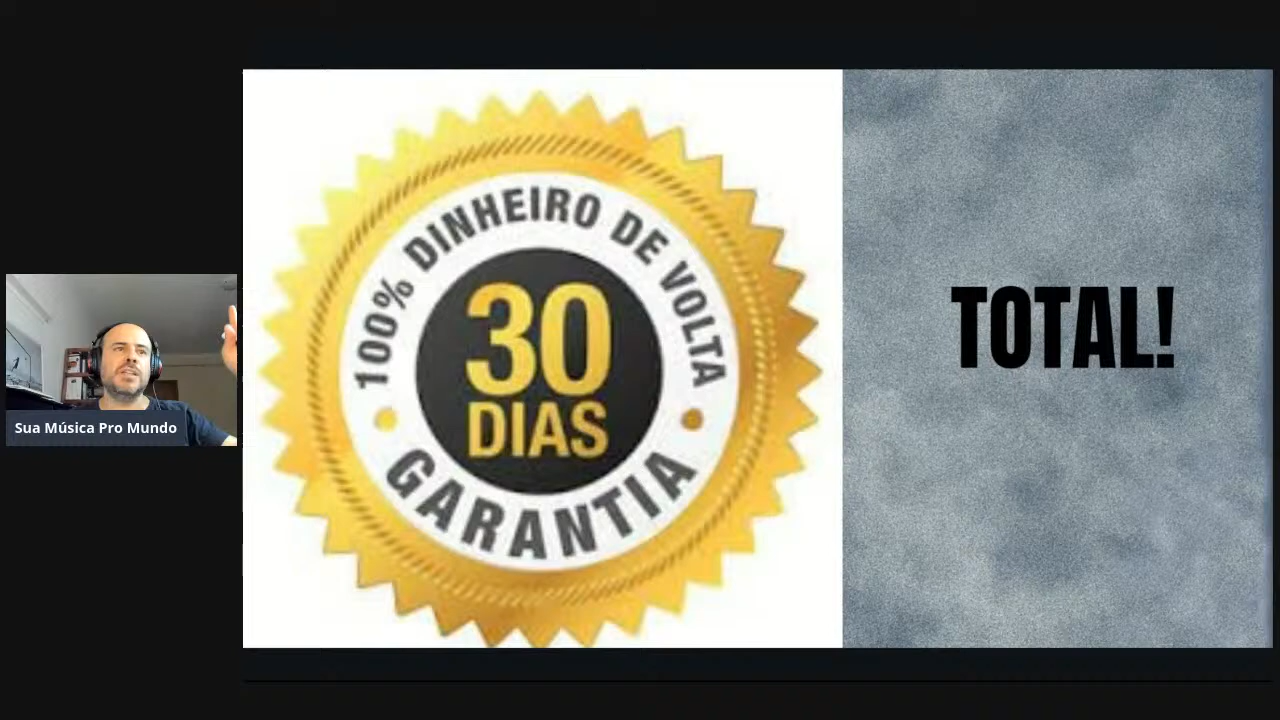 Sua Música Pro Mundo
100% DINHEIRO DE VOLTA
30
DIAS
GARANTIA
TOTAL!